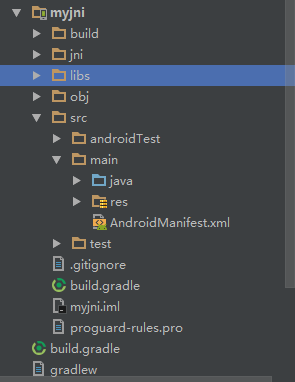 myjni
build
jni
libs
obj
src
androidTest
main
java
res
AndroidManifest.xml
test
.gitignore
build.gradle
myjni.iml
proguard-rules.pro
build.gradle
gradlew